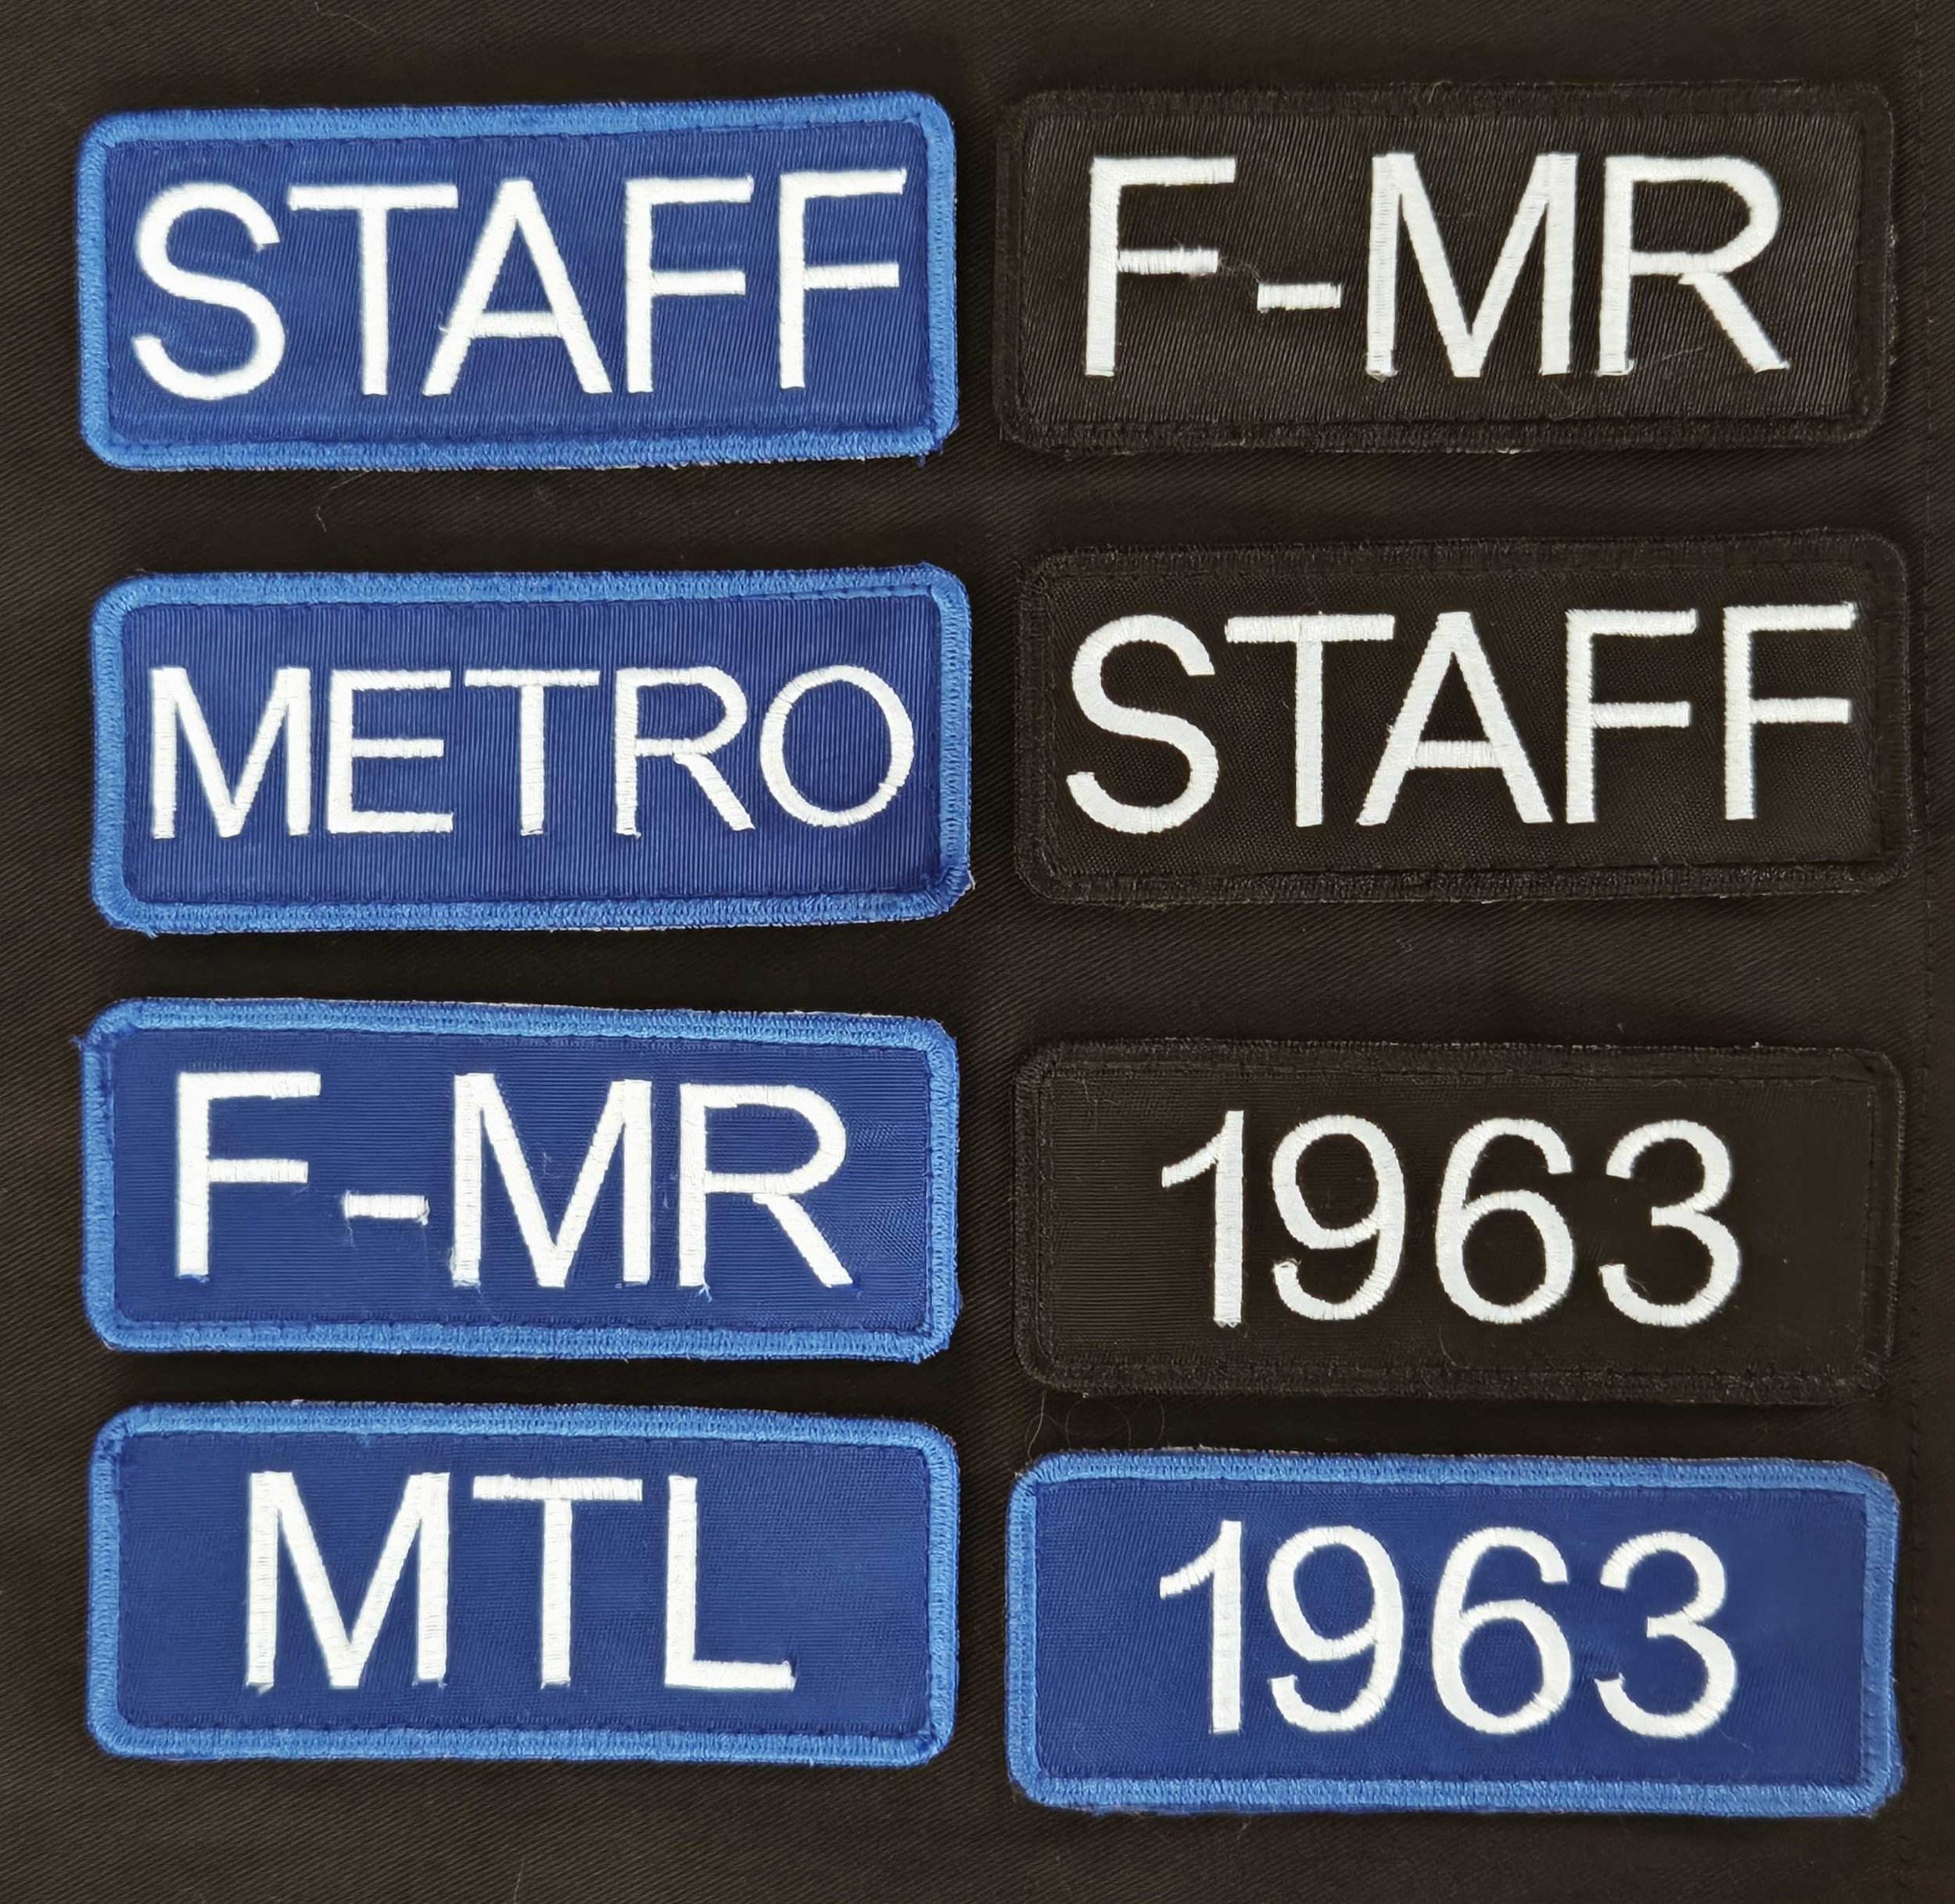 STAFF
F-MR
METRO
STAFF
F-MR
1963
MTL
1963